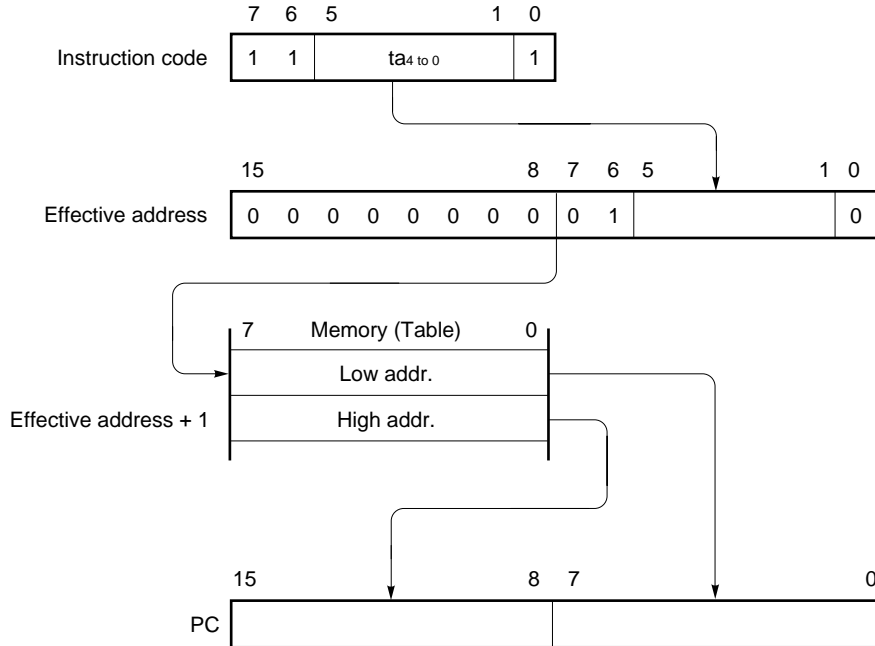 7 6 5 1 0
Instruction code 1 1 ta4 to 0 1
15 8 7 6 5 1 0
Effective address 0 0 0 0 0 0 0 0 0 1 0
7 Memory (Table) 0
Low addr.
Effective address + 1 High addr.
15 8 7 0
PC